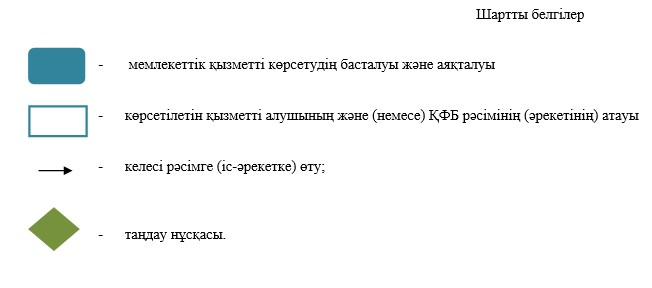 Шартты белгілер
- мемлекеттік қызметті көрсетудің басталуы және аяқталуы
- көрсетілетін қызметті алушының және (немесе) ҚФБ рәсімінің (әрекетінің) атауы
- келесі рәсімге (іс-әрекетке) өту;
- таңдау нұсқасы.